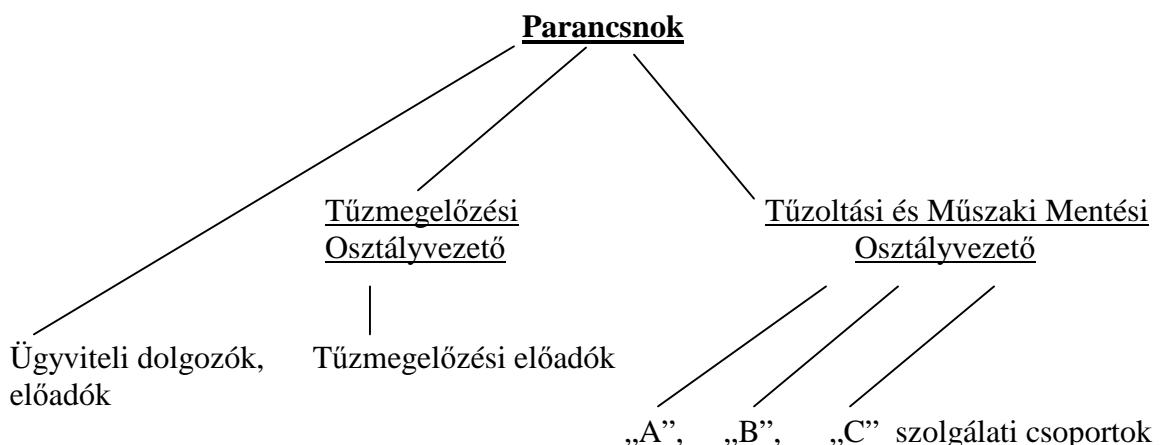 Parancsnok
Tűzmegelőzési
Osztályvezető
Tűzoltási és Műszaki Mentési
Osztályvezető
Ügyviteli dolgozók,
előadók
Tűzmegelőzési előadók
„A”, „B”, „C” szolgálati csoportok